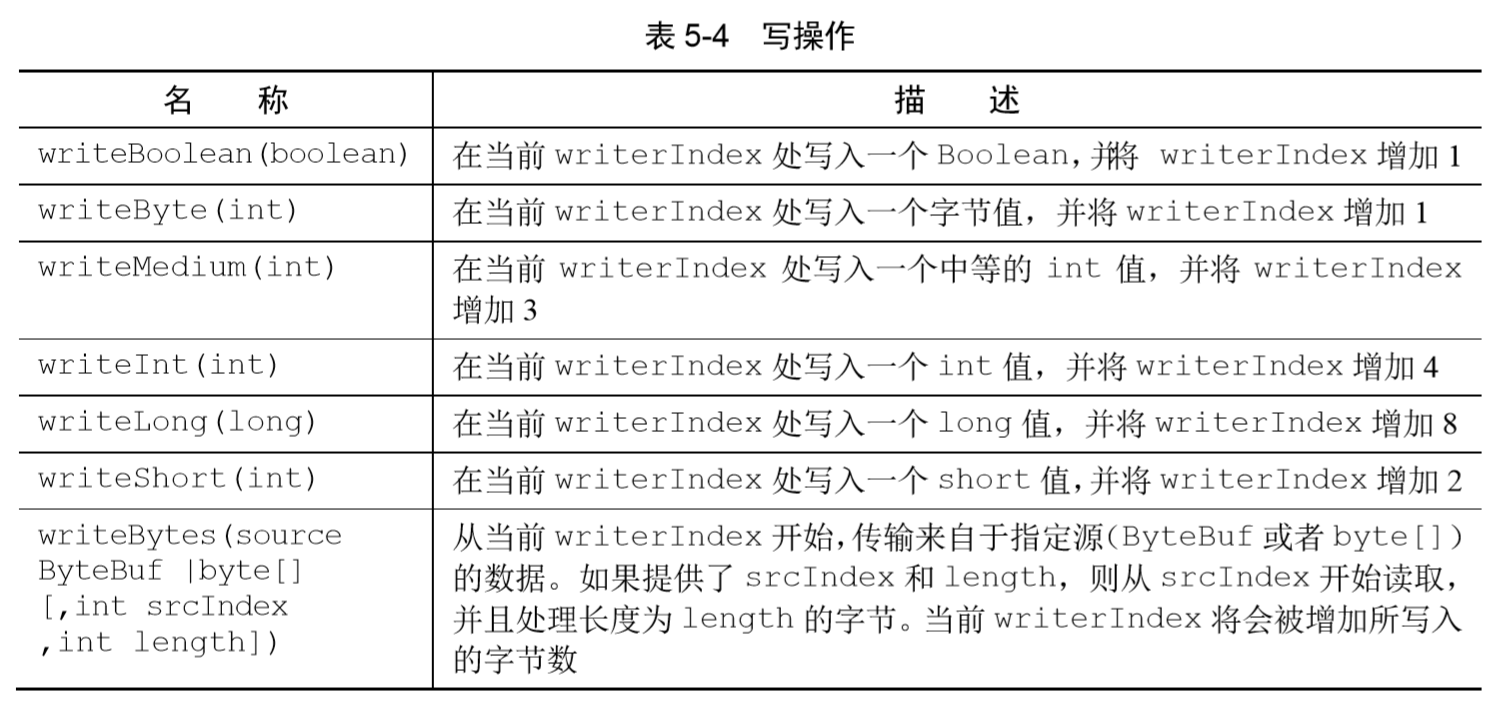 表 5-4 写操作
名 称 描 述
writeBoolean(boolean) 在当前 writerIndex 处写入一个 Boolean，并将 writerIndex 增加 1
writeByte(int) 在当前 writerIndex 处写入一个字节值，并将 writerIndex 增加 1
writeMedium(int) 在当前 writerIndex 处写入一个中等的 int 值，并将 writerIndex
增加 3
writeInt(int) 在当前 writerIndex 处写入一个 int 值，并将 writerIndex 增加 4
writeLong(long) 在当前 writerIndex 处写入一个 long 值，并将 writerIndex 增加 8
writeShort(int) 在当前 writerIndex 处写入一个 short 值，并将 writerIndex 增加 2
writeBytes(source
ByteBuf |byte[]
[,int srcIndex
,int length])
从当前 writerIndex 开始，传输来自于指定源（ByteBuf 或者 byte[]）
的数据。如果提供了 srcIndex 和 length，则从 srcIndex 开始读取，
并且处理长度为 length 的字节。当前 writerIndex 将会被增加所写入
的字节数